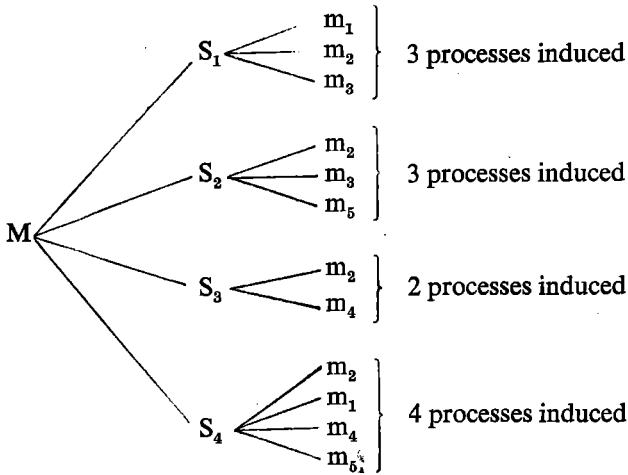 m₁
S₁ m₂ 3 processes induced
m₃
m₂
S₂ m₃ 3 processes induced
m₅
M
m₂
S₃ 2 processes induced
m₄
m₂
m₁
S₄ 4 processes induced
m₄
m₅